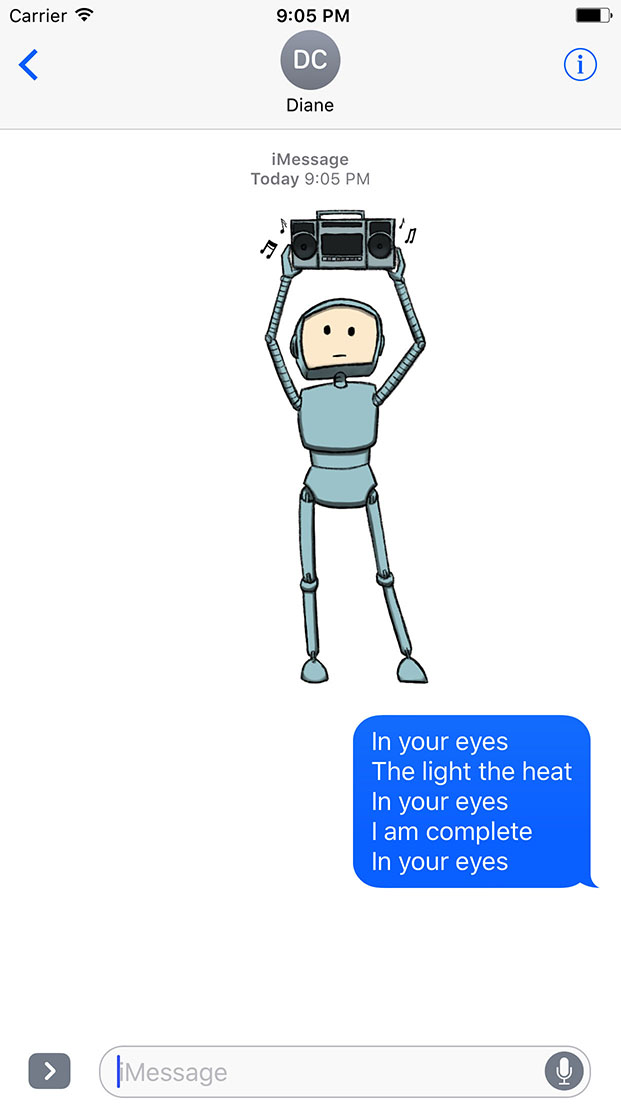 Carrier 9:05 PM
DC
Diane
iMessage
Today 9:05 PM
In your eyes
The light the heat
In your eyes
I am complete
In your eyes
iMessage